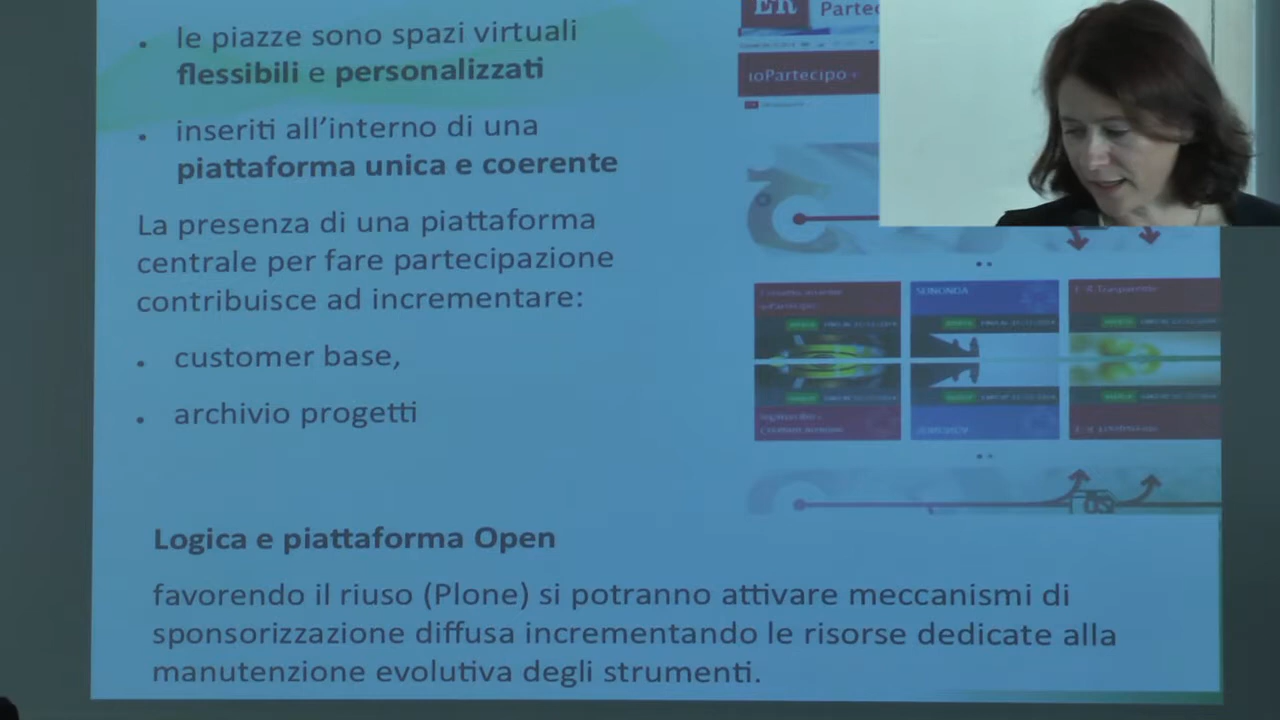 le piazze sono spazi virtuali
flessibili e personalizzati
inseriti all'interno di una
piattaforma unica e coerente
La presenza di una piattaforma
centrale per fare partecipazione
contribuisce ad incrementare:
customer base,
archivio progetti
Logica e piattaforma Open
favorendo il riuso (Plone) si potranno attivare meccanismi di
sponsorizzazione diffusa incrementando le risorse dedicate alla
manutenzione evolutiva degli strumenti.
ER
ioPartecipo+